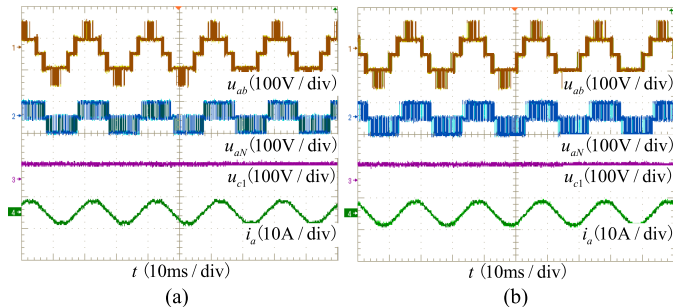 1
u_ab (100V / div)
2
u_aN (100V / div)
u_c1 (100V / div)
3
4
i_a (10A / div)
t (10ms / div)
(a)
1
u_ab (100V / div)
2
u_aN (100V / div)
u_c1 (100V / div)
3
4
i_a (10A / div)
t (10ms / div)
(b)